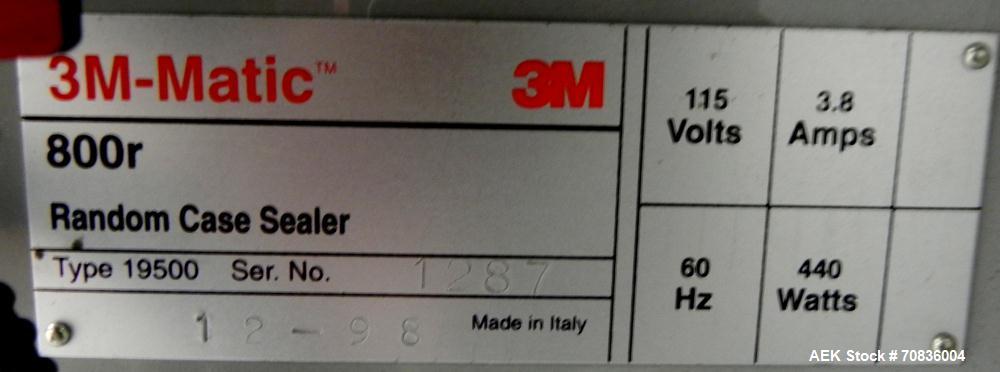 3M-Matic™ 3M
800r
Random Case Sealer
Type 19500 Ser. No. 1287
12-98 Made in Italy
115
Volts
3.8
Amps
60
Hz
440
Watts
AEK Stock # 70836004